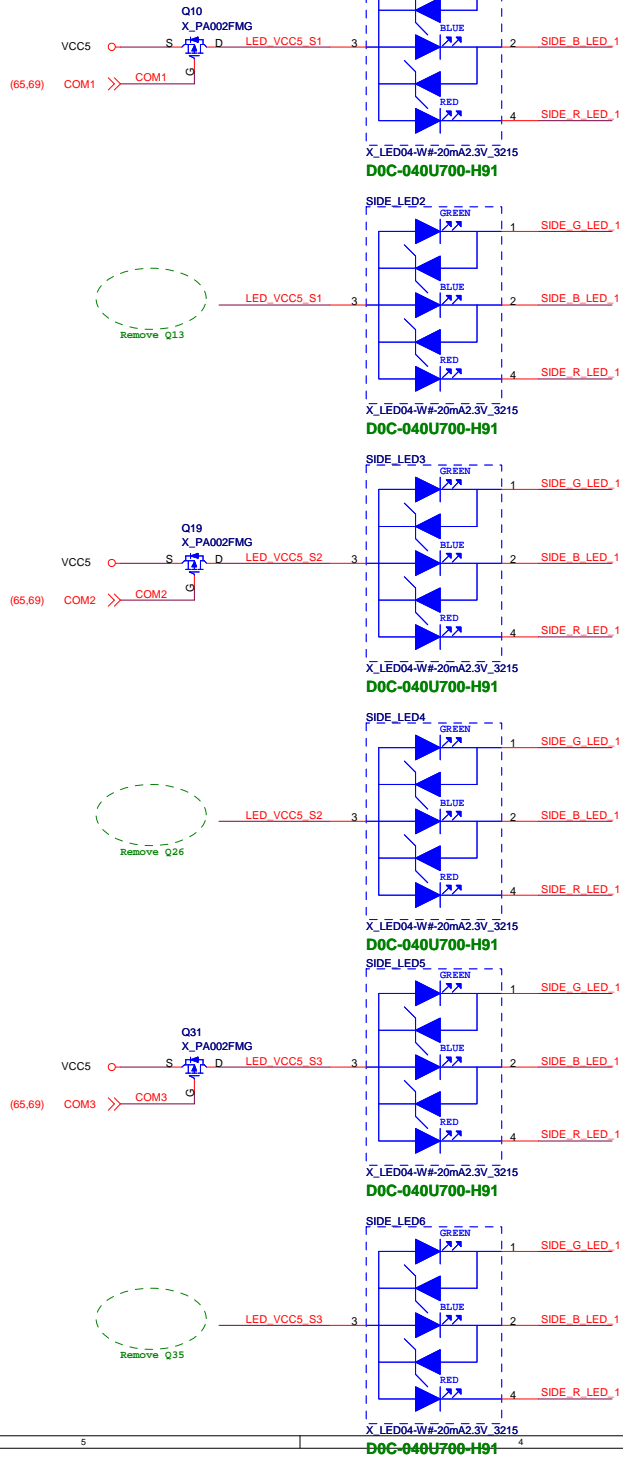 Q10
X_PA002FMG
BLUE
VCC5 S D LED_VCC5_S1 3 2 SIDE_B_LED_1
G
(65,69) COM1 COM1
RED
4 SIDE_R_LED_1
X_LED04-W#-20mA2.3V_3215
D0C-040U700-H91
SIDE_LED2
GREEN
1 SIDE_G_LED_1
BLUE
LED_VCC5_S1 3 2 SIDE_B_LED_1
Remove Q13
RED
4 SIDE_R_LED_1
X_LED04-W#-20mA2.3V_3215
D0C-040U700-H91
SIDE_LED3
GREEN
1 SIDE_G_LED_1
Q19
X_PA002FMG
BLUE
VCC5 S D LED_VCC5_S2 3 2 SIDE_B_LED_1
G
(65,69) COM2 COM2
RED
4 SIDE_R_LED_1
X_LED04-W#-20mA2.3V_3215
D0C-040U700-H91
SIDE_LED4
GREEN
1 SIDE_G_LED_1
BLUE
LED_VCC5_S2 3 2 SIDE_B_LED_1
Remove Q26
RED
4 SIDE_R_LED_1
X_LED04-W#-20mA2.3V_3215
D0C-040U700-H91
SIDE_LED5
GREEN
1 SIDE_G_LED_1
Q31
X_PA002FMG
BLUE
VCC5 S D LED_VCC5_S3 3 2 SIDE_B_LED_1
G
(65,69) COM3 COM3
RED
4 SIDE_R_LED_1
X_LED04-W#-20mA2.3V_3215
D0C-040U700-H91
SIDE_LED6
GREEN
1 SIDE_G_LED_1
BLUE
LED_VCC5_S3 3 2 SIDE_B_LED_1
Remove Q35
RED
4 SIDE_R_LED_1
X_LED04-W#-20mA2.3V_3215
5 4
D0C-040U700-H91